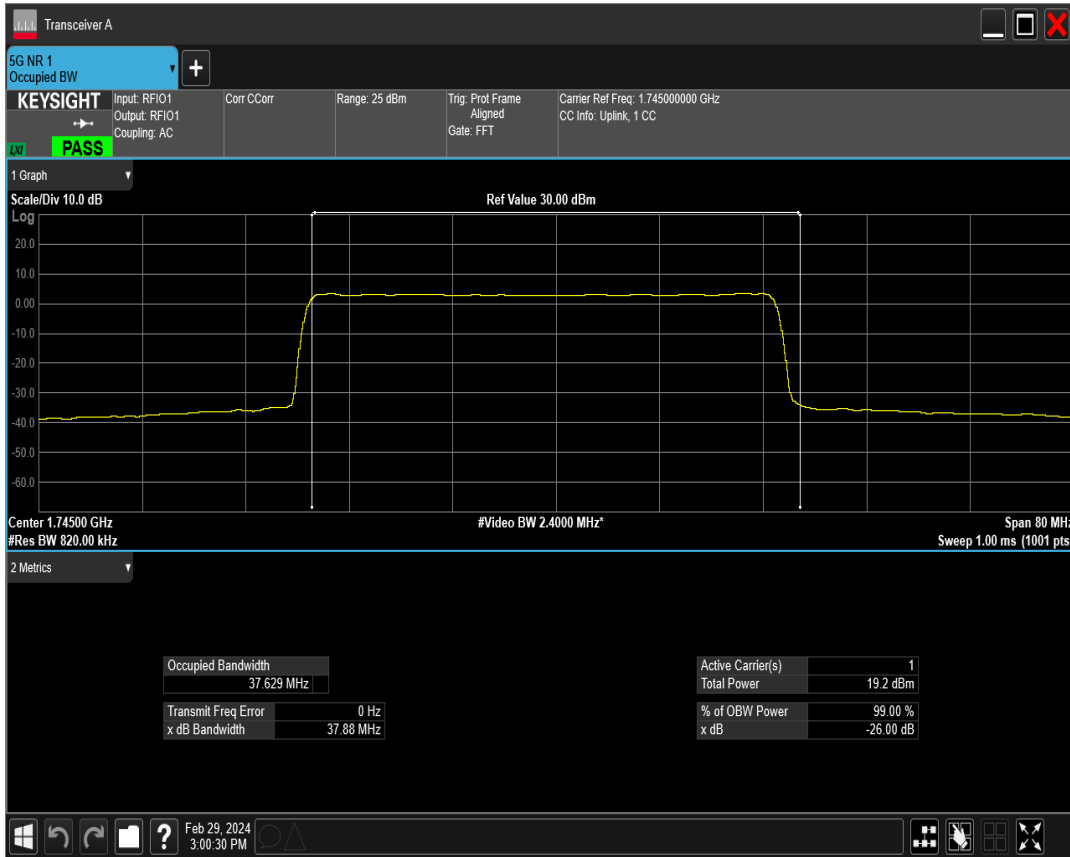 Transceiver A
5G NR 1
Occupied BW
+
KEYSIGHT
LXI
PASS
Input: RFIO1
Output: RFIO1
Coupling: AC
Corr CCorr
Range: 25 dBm
Trig: Prot Frame
Aligned
Gate: FFT
Carrier Ref Freq: 1.745000000 GHz
CC Info: Uplink, 1 CC
1 Graph
Scale/Div 10.0 dB
Ref Value 30.00 dBm
Log
20.0
10.0
0.00
-10.0
-20.0
-30.0
-40.0
-50.0
-60.0
Center 1.74500 GHz
#Video BW 2.4000 MHz*
Span 80 MHz
#Res BW 820.00 kHz
Sweep 1.00 ms (1001 pts
2 Metrics
Occupied Bandwidth
37.629 MHz
Transmit Freq Error 0 Hz
x dB Bandwidth 37.88 MHz
Active Carrier(s) 1
Total Power 19.2 dBm
% of OBW Power 99.00 %
x dB -26.00 dB
?
Feb 29, 2024
3:00:30 PM